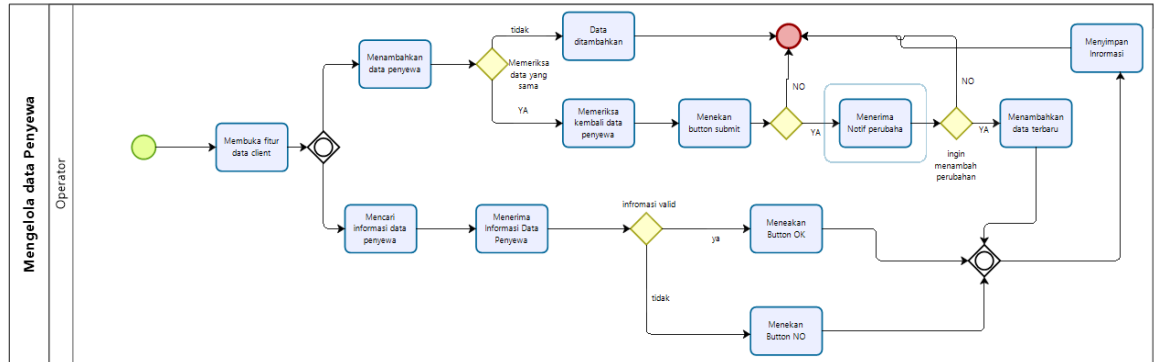 Mengelola data Penyewa
Operator
Membuka fitur
data client
Menambahkan
data penyewa
tidak
Memeriksa
data yang
sama
YA
Data
ditambahkan
Memeriksa
kembali data
penyewa
Menekan
button submit
NO
YA
Menerima
Notif perubaha
NO
YA
ingin
menambah
perubahan
Menambahkan
data terbaru
Menyimpan
Inrormasi
Mencari
informasi data
penyewa
Menerima
Informasi Data
Penyewa
infromasi valid
ya
tidak
Meneakan
Button OK
Menekan
Button NO